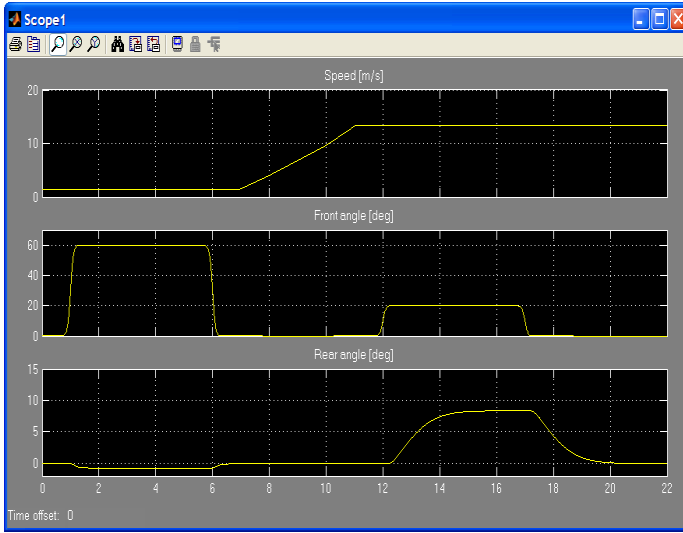 Scope1
Speed [m/s]
20
10
0
Front angle [deg]
60
40
20
0
Rear angle [deg]
15
10
5
0
0 2 4 6 8 10 12 14 16 18 20 22
Time offset: 0